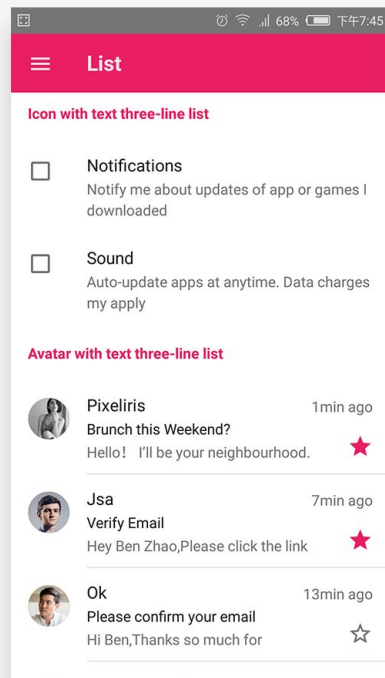 68% 下午7:45
List
Icon with text three-line list
Notifications
Notify me about updates of app or games I
downloaded
Sound
Auto-update apps at anytime. Data charges
my apply
Avatar with text three-line list
Pixeliris 1min ago
Brunch this Weekend?
Hello! I'll be your neighbourhood.
Jsa 7min ago
Verify Email
Hey Ben Zhao,Please click the link
Ok 13min ago
Please confirm your email
Hi Ben,Thanks so much for